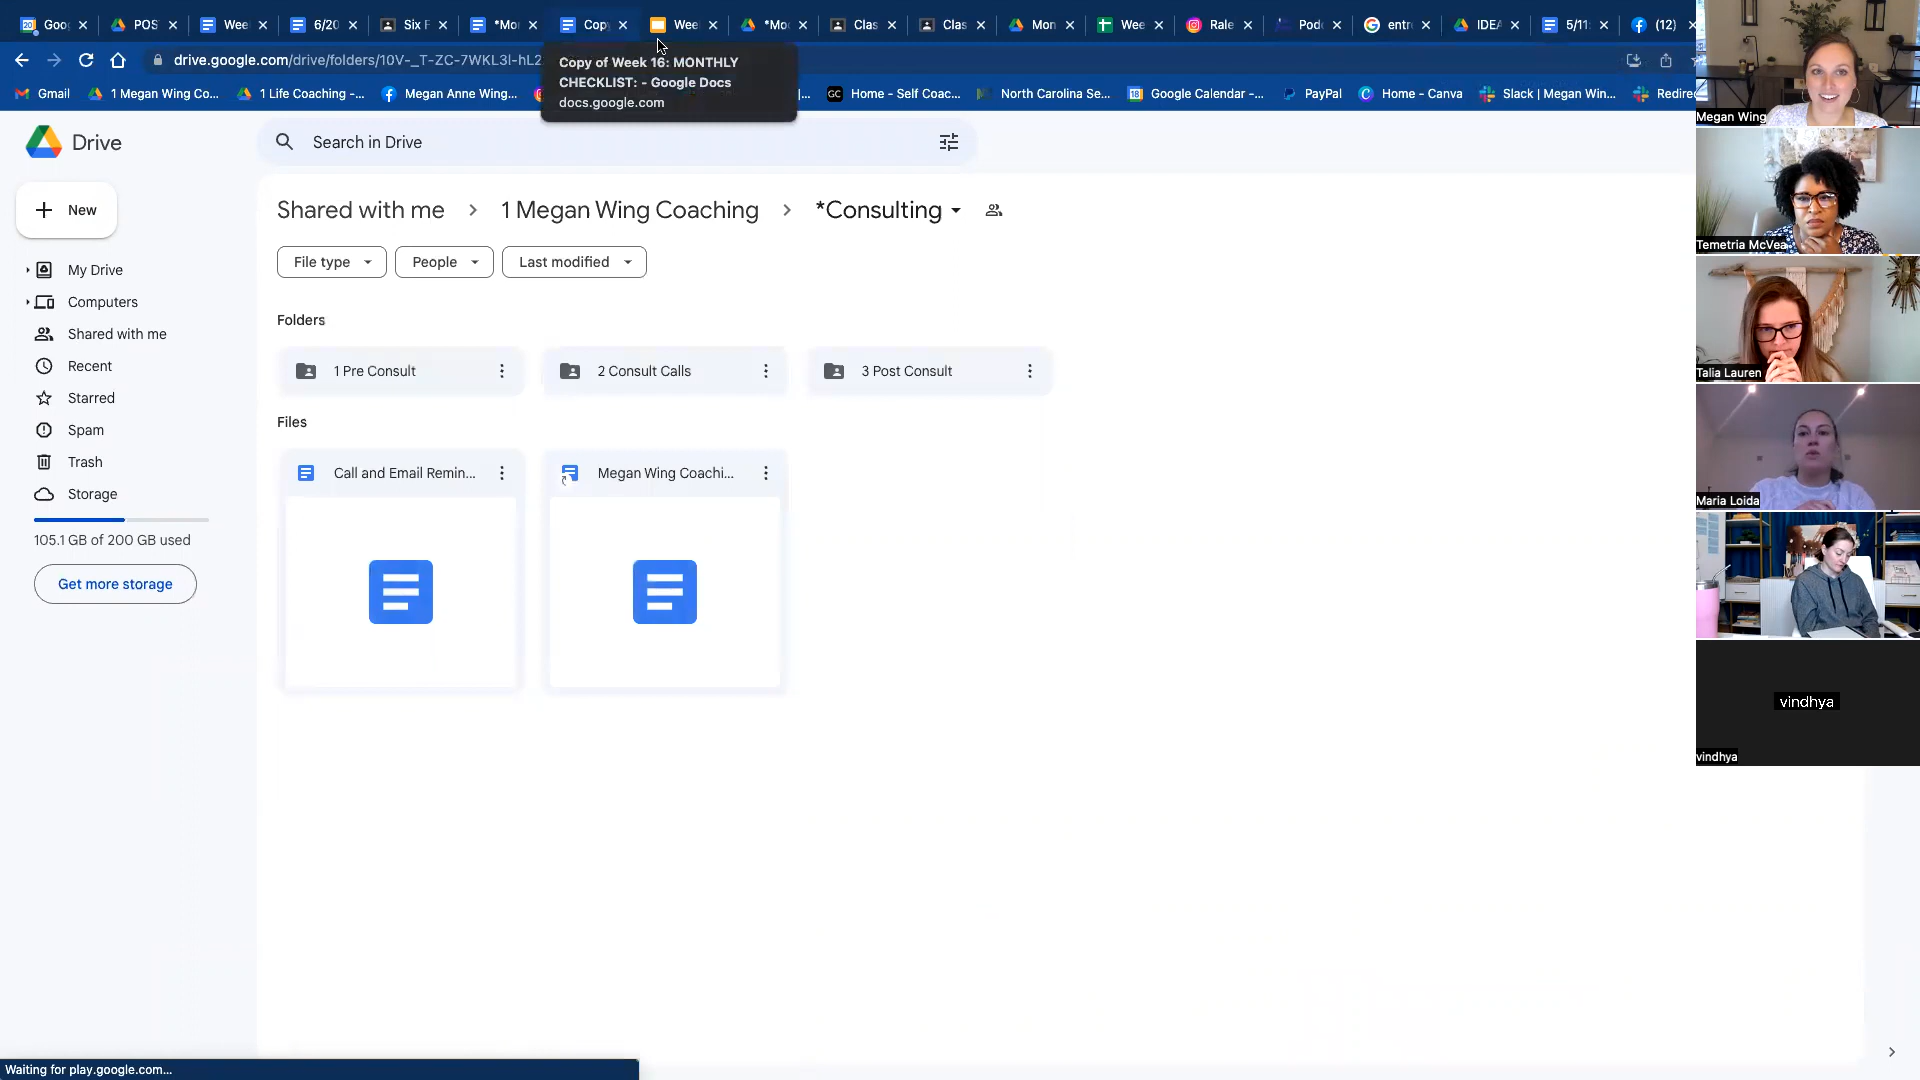 Goo
POS
Wee
6/20
Six F
*Mo
Copy
Wee
*Moc
Clas
Clas
Mon
Wee
Rale
Pod
entr
IDEA
5/11:
(12)
drive.google.com/drive/folders/10V-_T-ZC-7WKL3l-hL2
Copy of Week 16: MONTHLY
CHECKLIST: - Google Docs
docs.google.com
Gmail
1 Megan Wing Co...
1 Life Coaching -...
Megan Anne Wing...
Home - Self Coac...
North Carolina Se...
Google Calendar -...
PayPal
Home - Canva
Slack | Megan Win...
Redire
Drive
Search in Drive
New
My Drive
Computers
Shared with me
Recent
Starred
Spam
Trash
Storage
105.1 GB of 200 GB used
Get more storage
Shared with me > 1 Megan Wing Coaching > *Consulting
File type
People
Last modified
Folders
1 Pre Consult
2 Consult Calls
3 Post Consult
Files
Call and Email Remin...
Megan Wing Coachi...
Megan Wing
Temetria McVea
Talia Lauren
Maria Loida
vindhya
vindhya
Waiting for play.google.com...